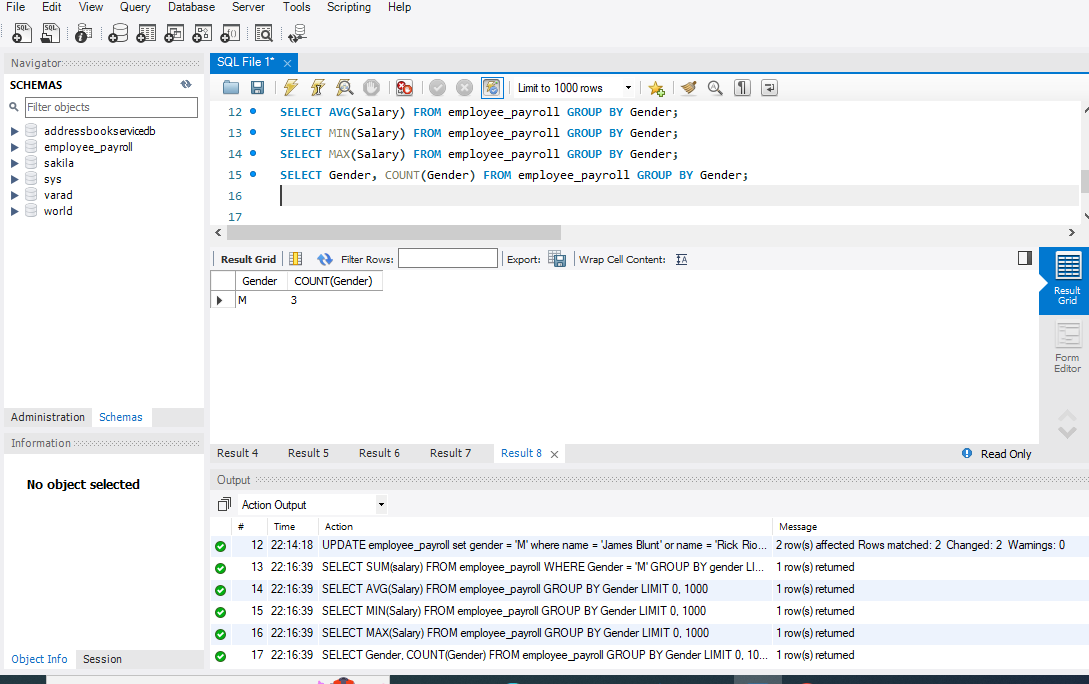 File Edit View Query Database Server Tools Scripting Help
Navigator
SQL File 1*
SCHEMAS
Limit to 1000 rows
Filter objects
addressbookservicedb
employee_payroll
sakila
sys
varad
world
12 SELECT AVG(Salary) FROM employee_payroll GROUP BY Gender;
13 SELECT MIN(Salary) FROM employee_payroll GROUP BY Gender;
14 SELECT MAX(Salary) FROM employee_payroll GROUP BY Gender;
15 SELECT Gender, COUNT(Gender) FROM employee_payroll GROUP BY Gender;
16
17
Result Grid Filter Rows: Export: Wrap Cell Content:
Gender COUNT(Gender)
M 3
Result
Grid
Form
Editor
Administration Schemas
Information
No object selected
Result 4 Result 5 Result 6 Result 7 Result 8 Read Only
Output
Action Output
# Time Action Message
12 22:14:18 UPDATE employee_payroll set gender = 'M' where name = 'James Blunt' or name = 'Rick Rio... 2 row(s) affected Rows matched: 2 Changed: 2 Warnings: 0
13 22:16:39 SELECT SUM(salary) FROM employee_payroll WHERE Gender = 'M' GROUP BY gender LI... 1 row(s) returned
14 22:16:39 SELECT AVG(Salary) FROM employee_payroll GROUP BY Gender LIMIT 0, 1000 1 row(s) returned
15 22:16:39 SELECT MIN(Salary) FROM employee_payroll GROUP BY Gender LIMIT 0, 1000 1 row(s) returned
16 22:16:39 SELECT MAX(Salary) FROM employee_payroll GROUP BY Gender LIMIT 0, 1000 1 row(s) returned
17 22:16:39 SELECT Gender, COUNT(Gender) FROM employee_payroll GROUP BY Gender LIMIT 0, 10... 1 row(s) returned
Object Info Session